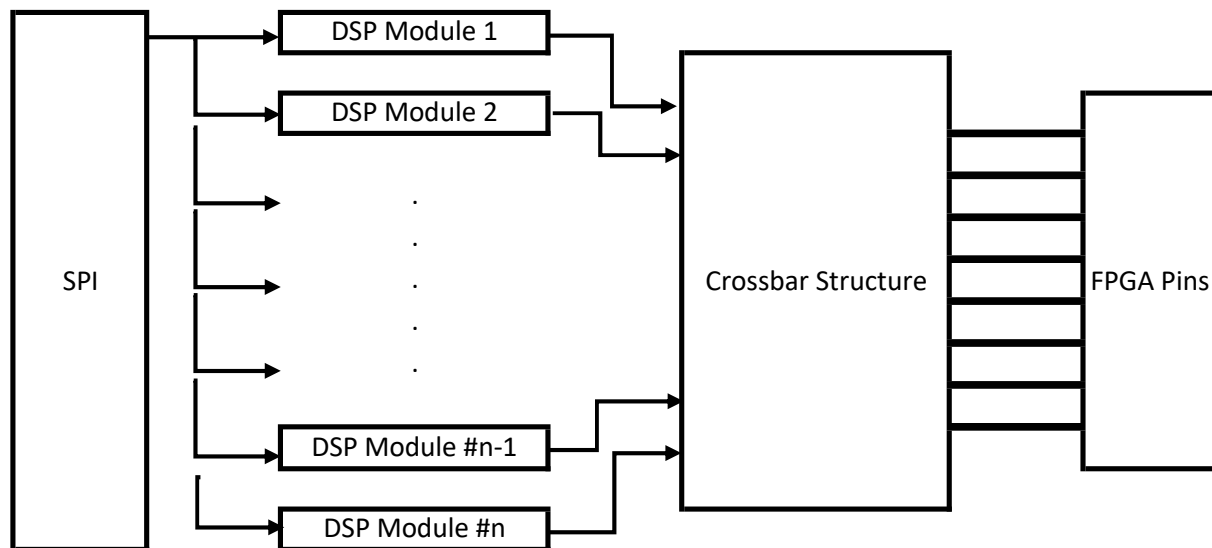 DSP Module 1
DSP Module 2
.
.
SPI
.
Crossbar Structure
FPGA Pins
.
.
DSP Module #n-1
DSP Module #n